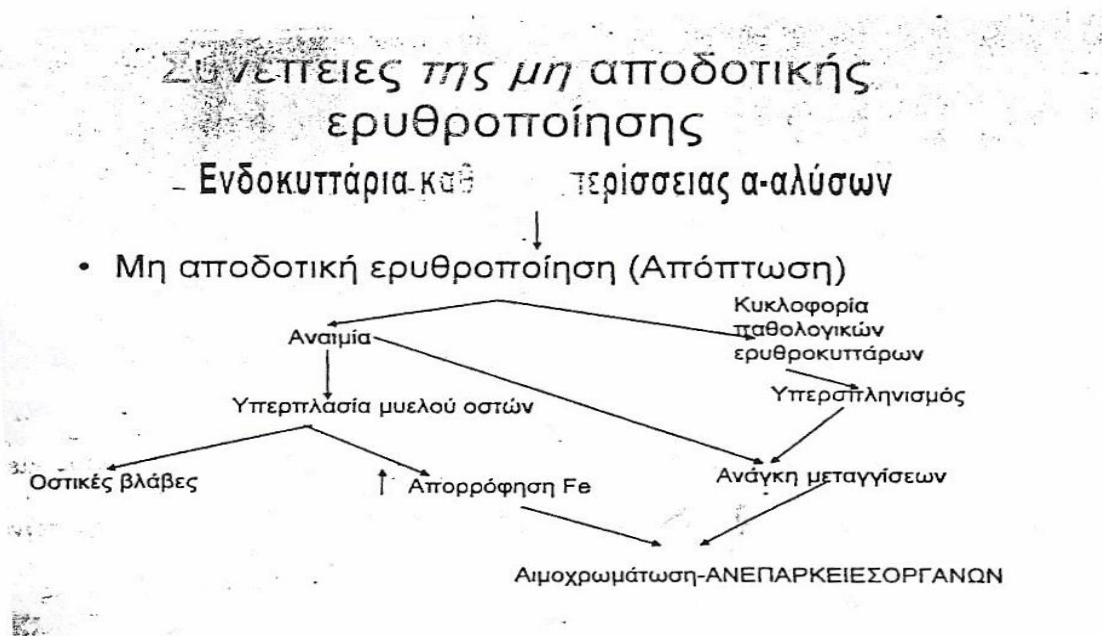 Συνέπειες της μη αποδοτικής
ερυθροποίησης
– Ενδοκυττάρια περίσσειας α-αλύσων
• Μη αποδοτική ερυθροποίηση (Απόπτωση)
Κυκλοφορία
παθολογικών
ερυθροκυττάρων
Αναιμία
Υπερσπληνισμός
Υπερπλασία μυελού οστών
Οστικές βλάβες
↑ Απορρόφηση Fe
Ανάγκη μεταγγίσεων
Αιμοχρωμάτωση-ΑΝΕΠΑΡΚΕΙΕΣΟΡΓΑΝΩΝ